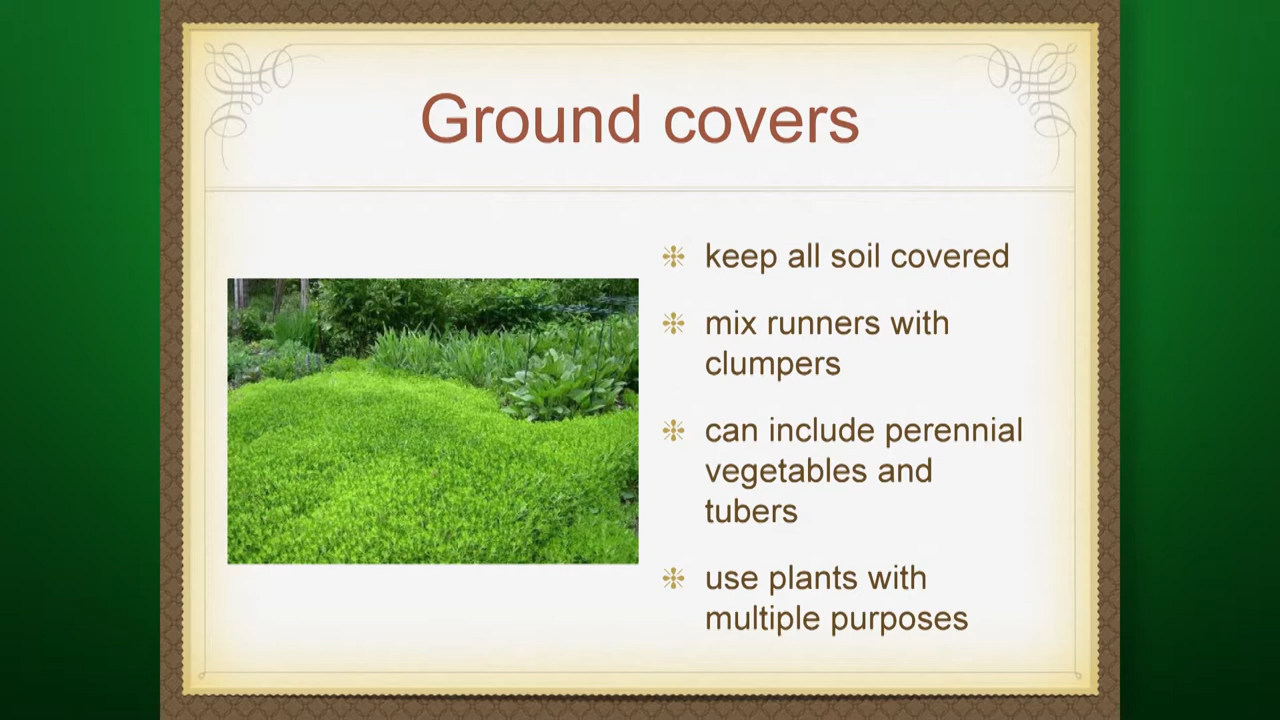 Ground covers
keep all soil covered
mix runners with
clumpers
can include perennial
vegetables and
tubers
use plants with
multiple purposes